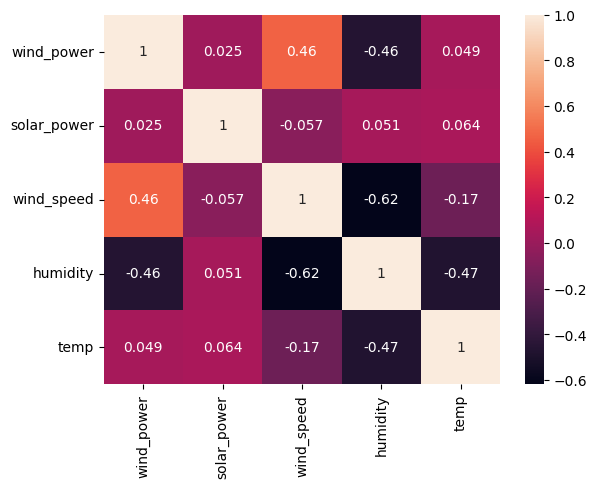 wind_power 1 0.025 0.46 -0.46 0.049
solar_power 0.025 1 -0.057 0.051 0.064
wind_speed 0.46 -0.057 1 -0.62 -0.17
humidity -0.46 0.051 -0.62 1 -0.47
temp 0.049 0.064 -0.17 -0.47 1
wind_power
solar_power
wind_speed
humidity
temp
1.0
0.8
0.6
0.4
0.2
0.0
-0.2
-0.4
-0.6